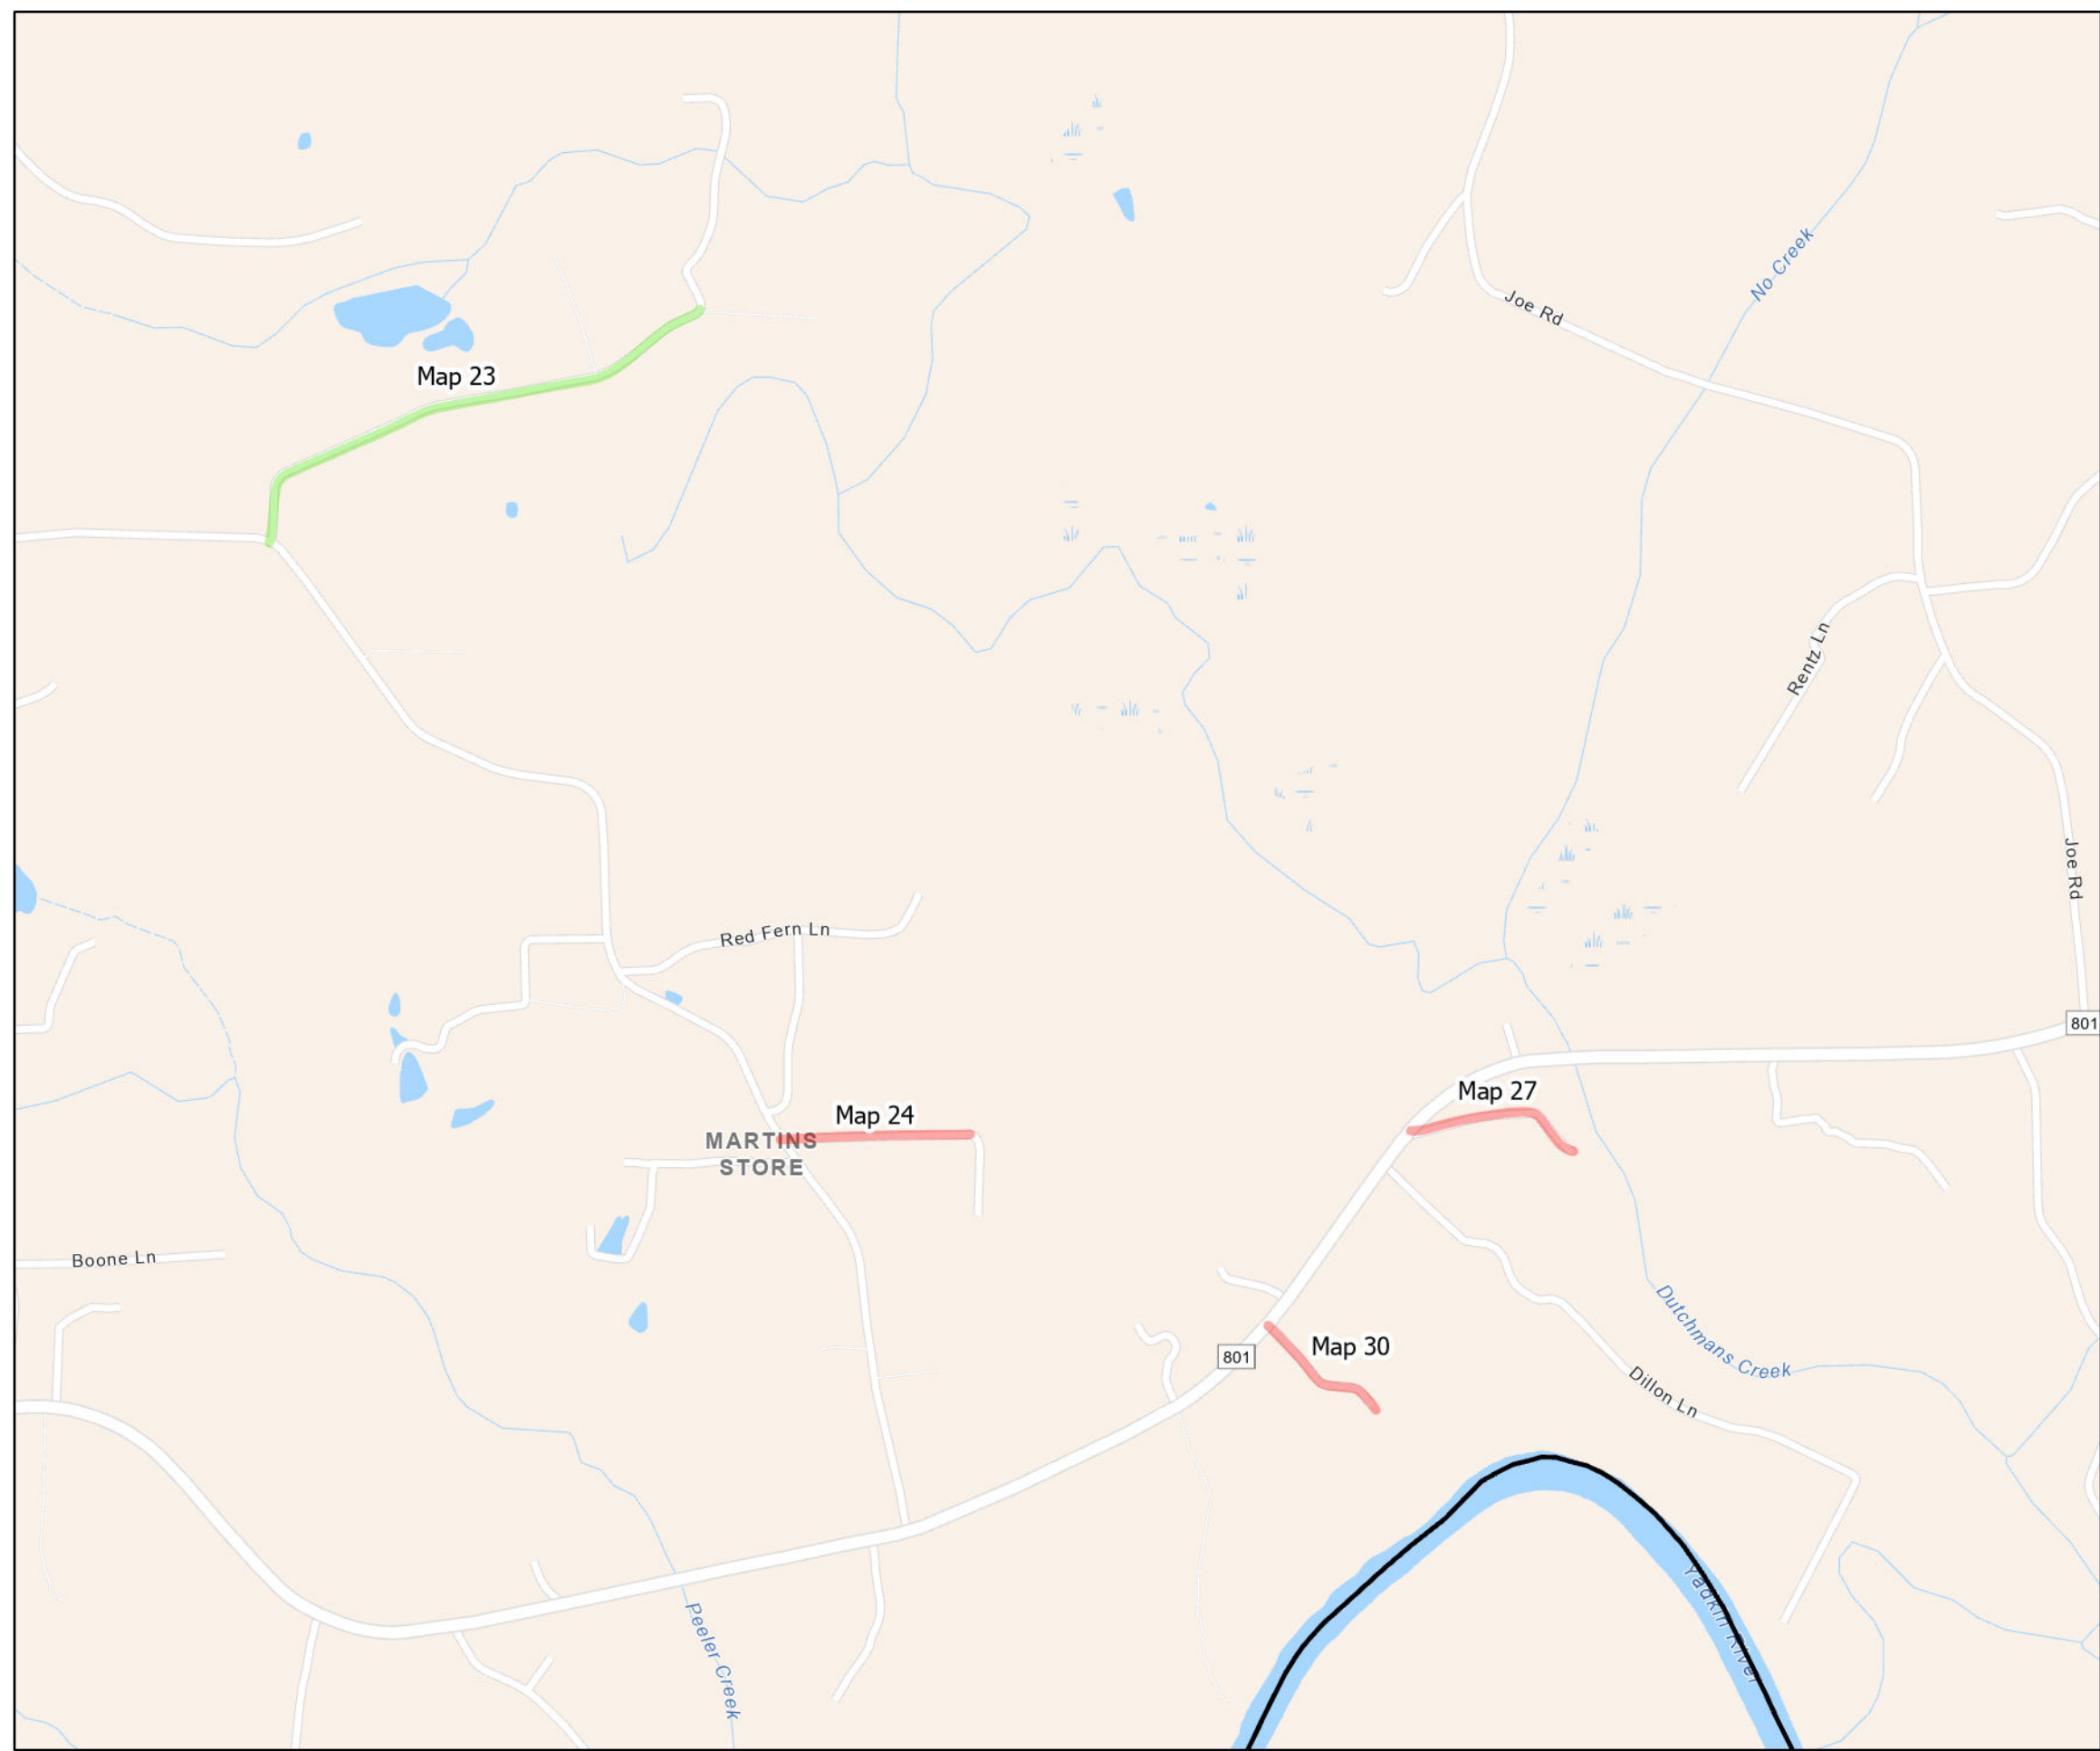 No Creek
Joe Rd
Map 23
Rentz Ln
Joe Rd
Red Fern Ln
801
Map 27
Map 24
MARTINS
STORE
Boone Ln
Dutchmans Creek
Map 30
801
Dillon Ln
Yadkin River
Peeler Creek